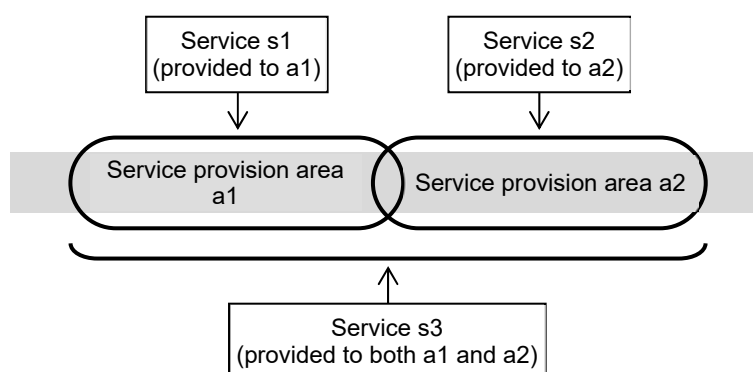 Service s1
(provided to a1)
Service s2
(provided to a2)
Service provision area
a1
Service provision area a2
Service s3
(provided to both a1 and a2)